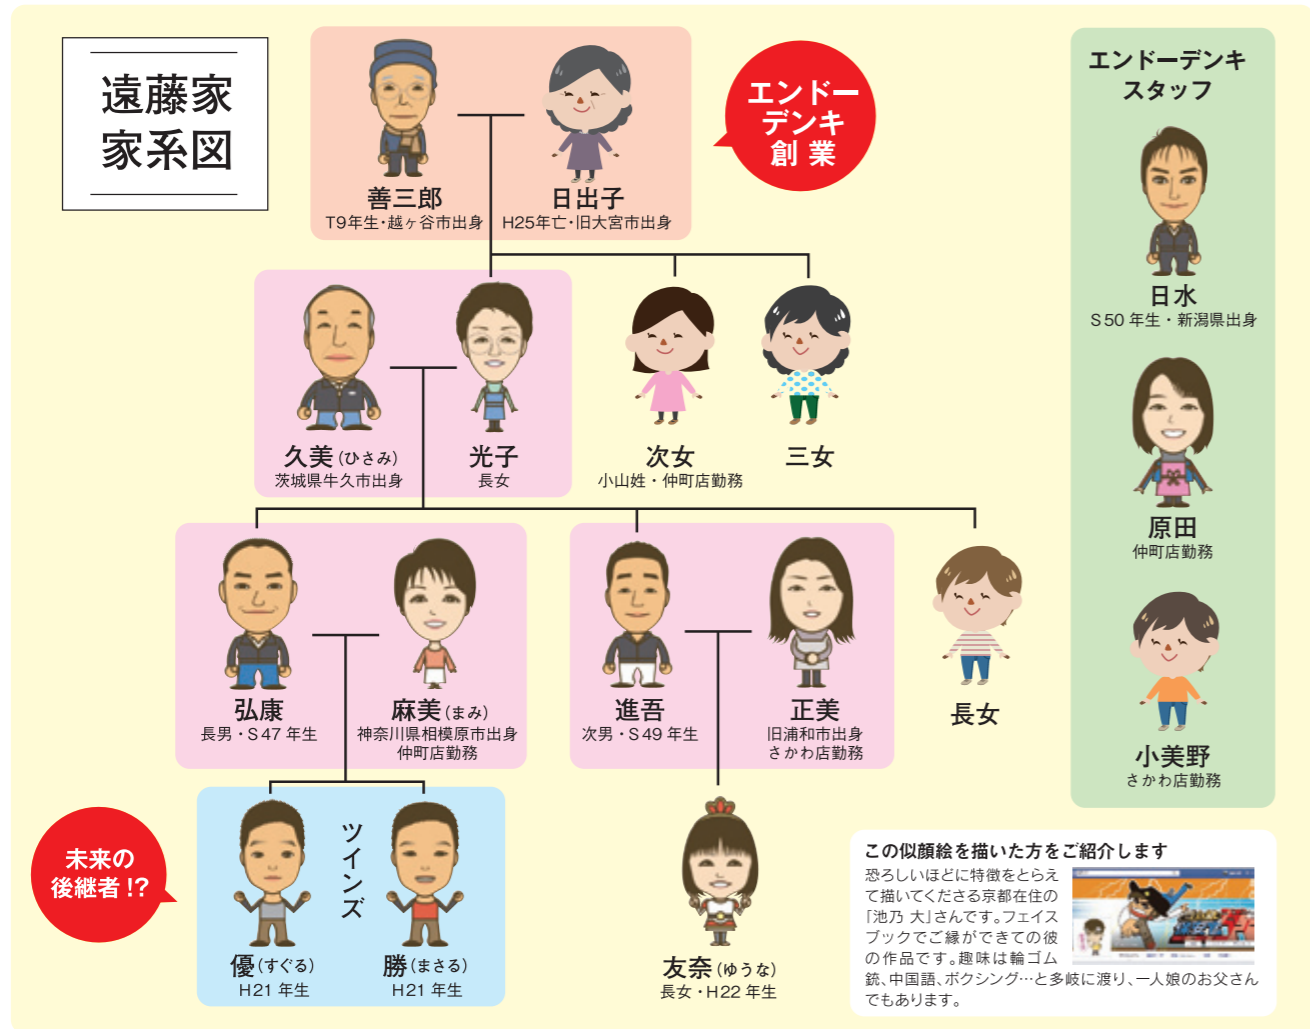 遠藤家
家系図
善三郎
T9年生・越ヶ谷市出身
日出子
H25年亡・旧大宮市出身
エンドー
デンキ
創業
久美(ひさみ)
茨城県牛久市出身
光子
長女
次女
小山姓・仲町店勤務
三女
弘康
長男・S47年生
麻美(まみ)
神奈川県相模原市出身
仲町店勤務
進吾
次男・S49年生
正美
旧浦和市出身
さかわ店勤務
長女
未来の
後継者!?
ツインズ
優(すぐる)
H21年生
勝(まさる)
H21年生
友奈(ゆうな)
長女・H22年生
エンドーデンキ
スタッフ
日水
S50年生・新潟県出身
原田
仲町店勤務
小美野
さかわ店勤務
この似顔絵を描いた方をご紹介します
恐ろしいほどに特徴をとらえ
て描いてくださる京都在住の
「池乃 大」さんです。フェイス
ブックでご縁ができての彼
の作品です。趣味は輪ゴム
銃、中国語、ボクシング…と多岐に渡り、一人娘のお父さん
でもあります。